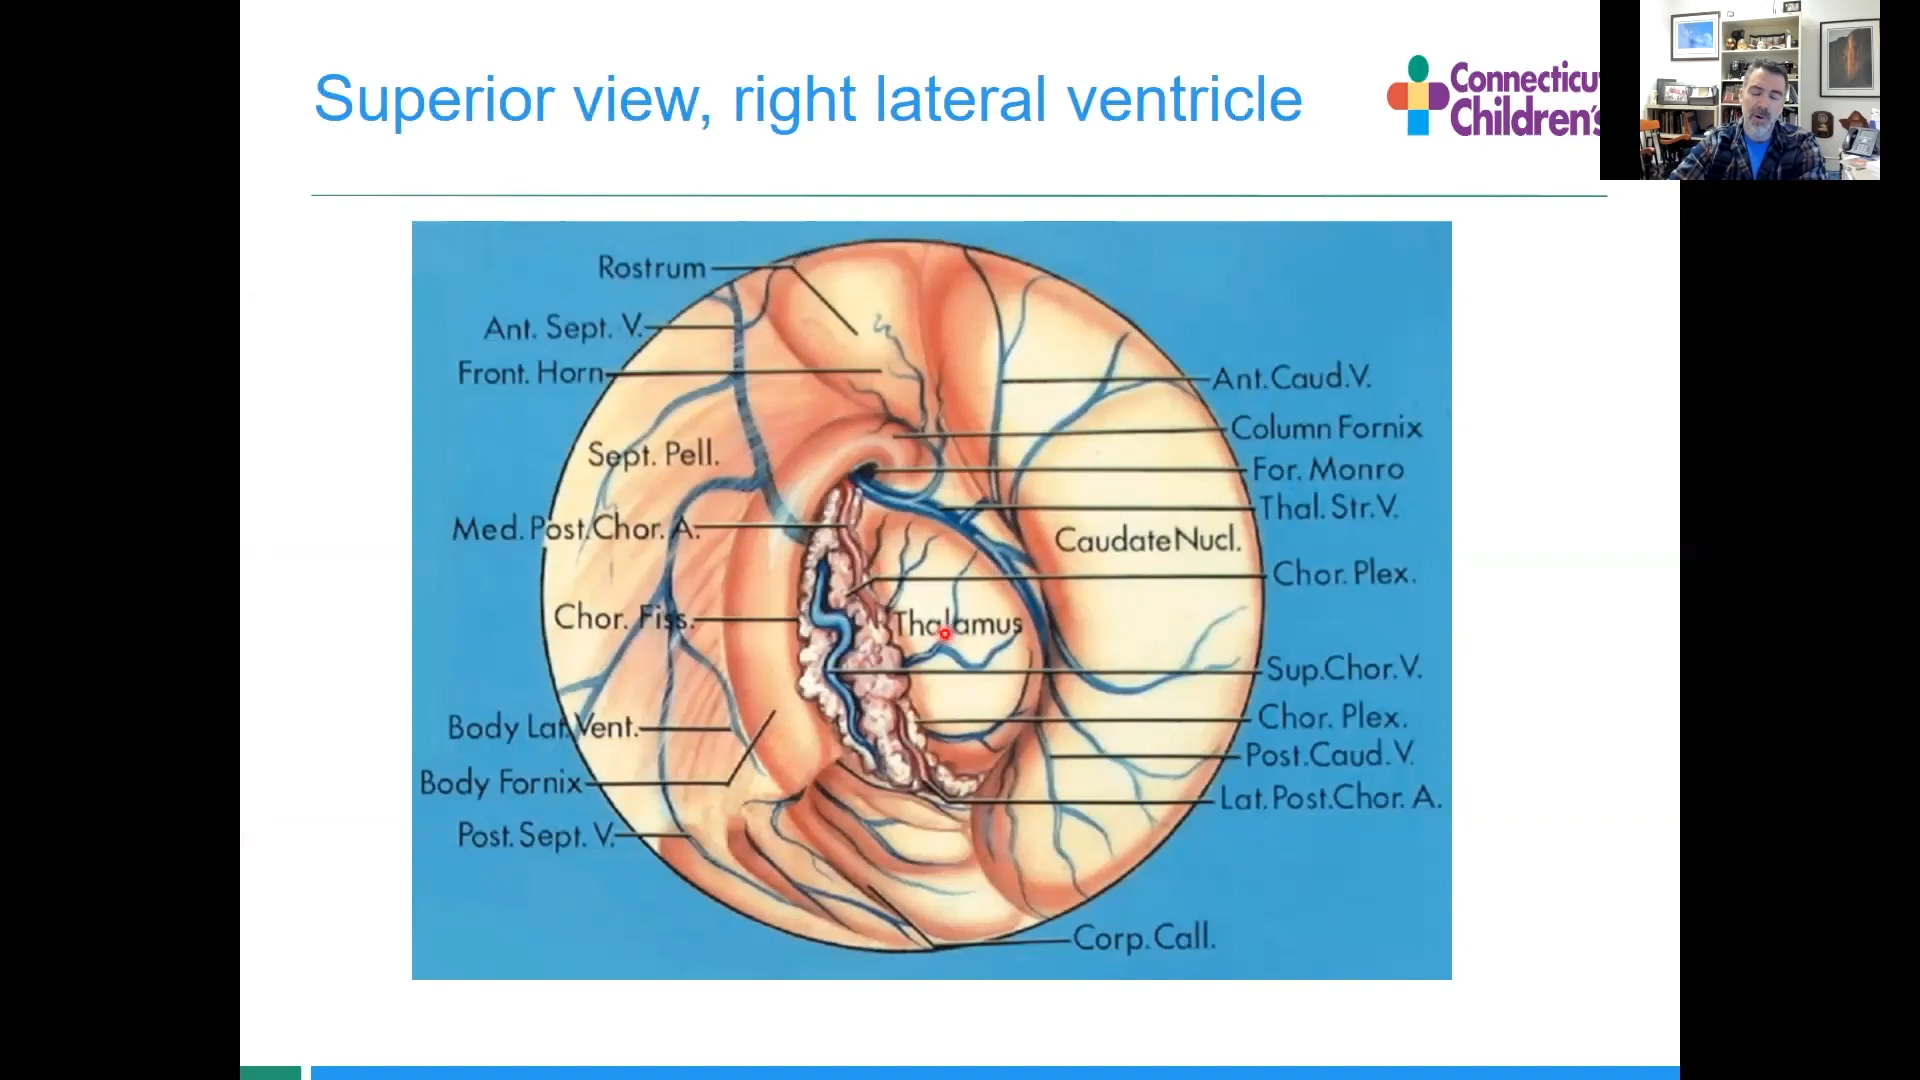 Superior view, right lateral ventricle
Connecticu
Children's
Rostrum
Ant. Sept. V.
Front. Horn
Sept. Pell.
Med. Post. Chor. A.
Chor. Fiss.
Body Lat. Vent.
Body Fornix
Post. Sept. V.
Thalamus
Caudate Nucl.
Ant. Caud. V.
Column Fornix
For. Monro
Thal. Str. V.
Chor. Plex.
Sup. Chor. V.
Chor. Plex.
Post. Caud. V.
Lat. Post. Chor. A.
Corp. Call.